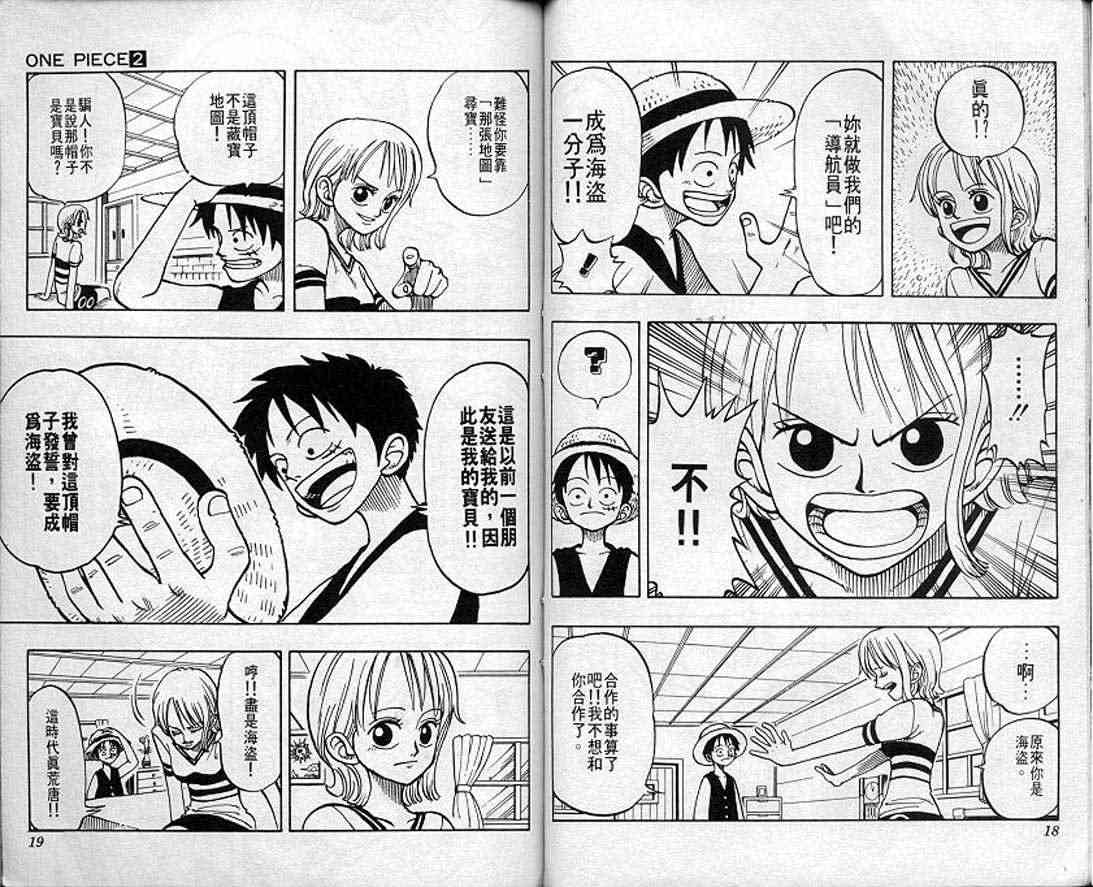 眞的!?
妳就做我們的
「導航員」吧！
成爲海盜
一分子!!
!?
……!!
不!!
?
…啊…
原來你是
海盜。
合作的事算了
吧!!我不想和
你合作了。
18
ONE PIECE2
難怪你要靠
「那張地圖」
尋寶……
這頂帽子
不是藏寶
地圖！
騙人！你不
是說那帽子
是寶貝嗎？
這是以前一個朋
友送給我的，因
此是我的寶貝!!
我曾對這頂帽
子發誓，要成
爲海盜！
哼!!盡是海盜！
這時代眞荒唐!!
19